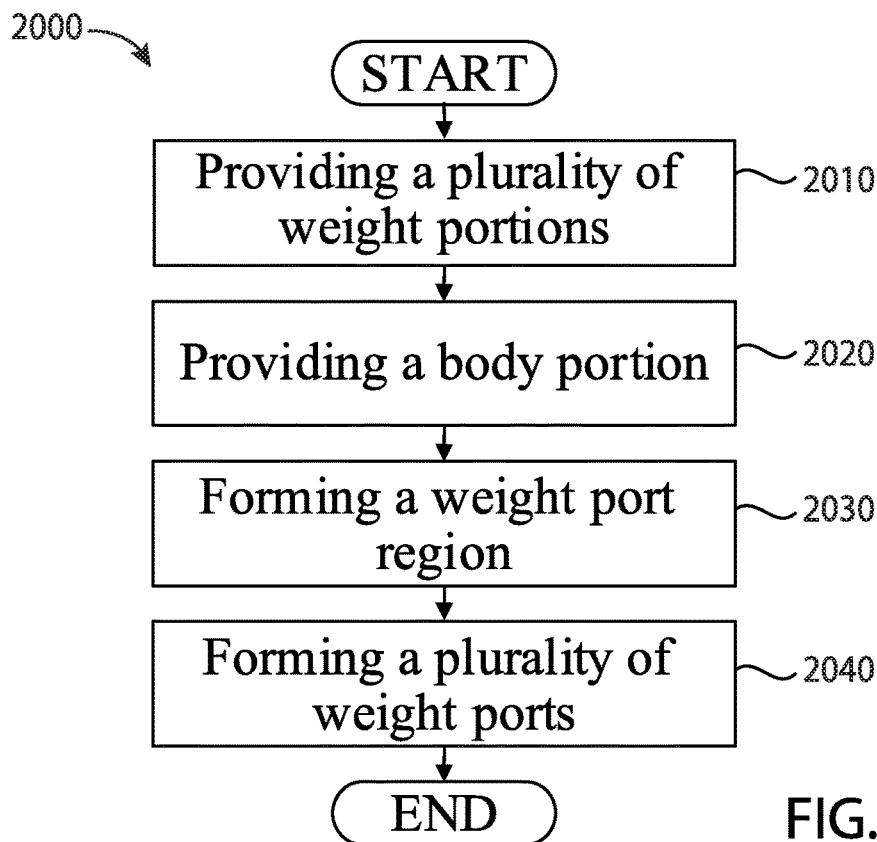 2000
START
Providing a plurality of
weight portions
2010
Providing a body portion
2020
Forming a weight port
region
2030
Forming a plurality of
weight ports
2040
END
FIG.